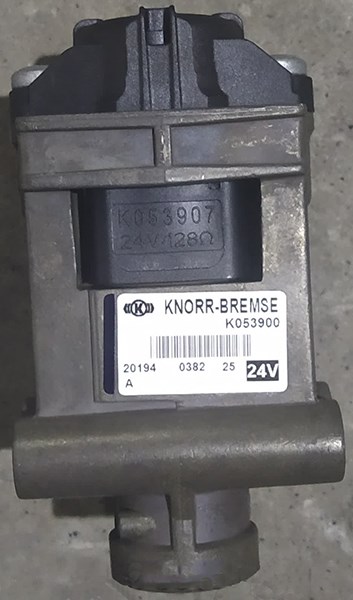 K053907
24V/128Ω
K KNORR-BREMSE
K053900
20194 0382 25 24V
A